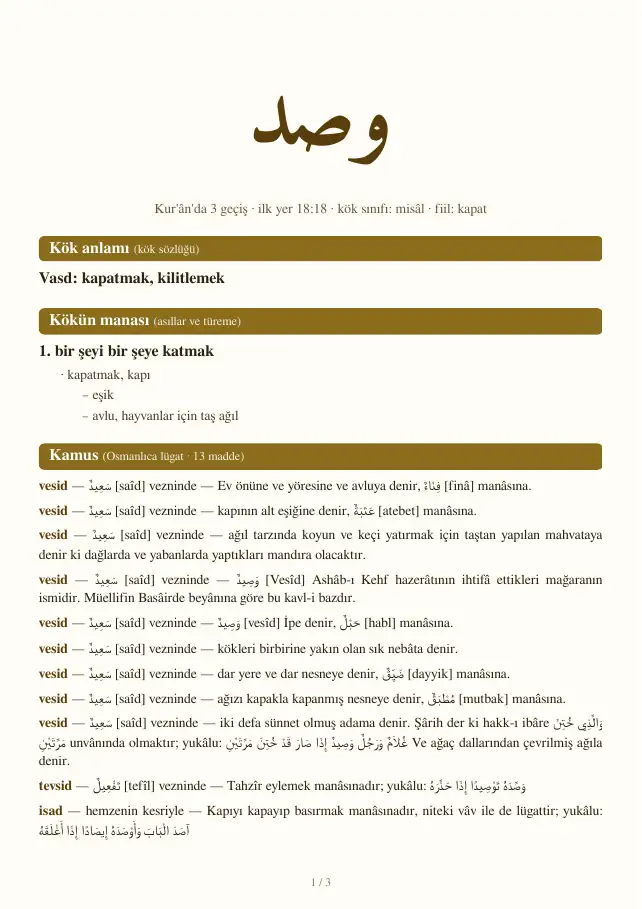 وصد
Kur'ân'da 3 geçiş · ilk yer 18:18 · kök sınıfı: misâl · fiil: kapat
Kök anlamı (kök sözlüğü)
Vasd: kapatmak, kilitlemek
Kökün manası (asıllar ve türeme)
1. bir şeyi bir şeye katmak
· kapatmak, kapı
– eşik
– avlu, hayvanlar için taş ağıl
Kamus (Osmanlıca lügat · 13 madde)
vesid — سَعِيدٌ [saîd] vezninde — Ev önüne ve yöresine ve avluya denir, فِنَاءٌ [finâ] manâsına.
vesid — سَعِيدٌ [saîd] vezninde — kapının alt eşiğine denir, عَتَبَةٌ [atebet] manâsına.
vesid — سَعِيدٌ [saîd] vezninde — ağıl tarzında koyun ve keçi yatırmak için taştan yapılan mahvataya
denir ki dağlarda ve yabanlarda yaptıkları mandıra olacaktır.
vesid — سَعِيدٌ [saîd] vezninde — وَصِيدٌ [Vesîd] Ashâb-ı Kehf hazerâtının ihtifâ ettikleri mağaranın
ismidir. Müellifin Basâirde beyânına göre bu kavl-i bazdır.
vesid — سَعِيدٌ [saîd] vezninde — وَصِيدٌ [vesîd] İpe denir, حَبْلٌ [habl] manâsına.
vesid — سَعِيدٌ [saîd] vezninde — kökleri birbirine yakın olan sık nebâta denir.
vesid — سَعِيدٌ [saîd] vezninde — dar yere ve dar nesneye denir, ضَيِّقٌ [dayyik] manâsına.
vesid — سَعِيدٌ [saîd] vezninde — ağızı kapakla kapanmış nesneye denir, مُطْبَقٌ [mutbak] manâsına.
vesid — سَعِيدٌ [saîd] vezninde — iki defa sünnet olmuş adama denir. Şârih der ki hakk-ı ibâre وَالَّذِي خُتِنَ
مَرَّتَيْنِ unvânında olmaktır; yukâlu: غُلاَمٌ وَرَجُلٌ وَصِيدٌ إِذَا صَارَ قَدْ خُتِنَ مَرَّتَيْنِ Ve ağaç dallarından çevrilmiş ağıla
denir.
tevsid — تَفْعِيلٌ [tefîl] vezninde — Tahzîr eylemek manâsınadır; yukâlu: وَصَّدَهُ تَوْصِيدًا إِذَا حَذَّرَهُ
isad — hemzenin kesriyle — Kapıyı kapayıp basırmak manâsınadır, niteki vâv ile de lügattir; yukâlu:
آصَدَ الْبَابَ وَأَوْصَدَهُ إِيصَادًا إِذَا أَغْلَقَهُ
1 / 3